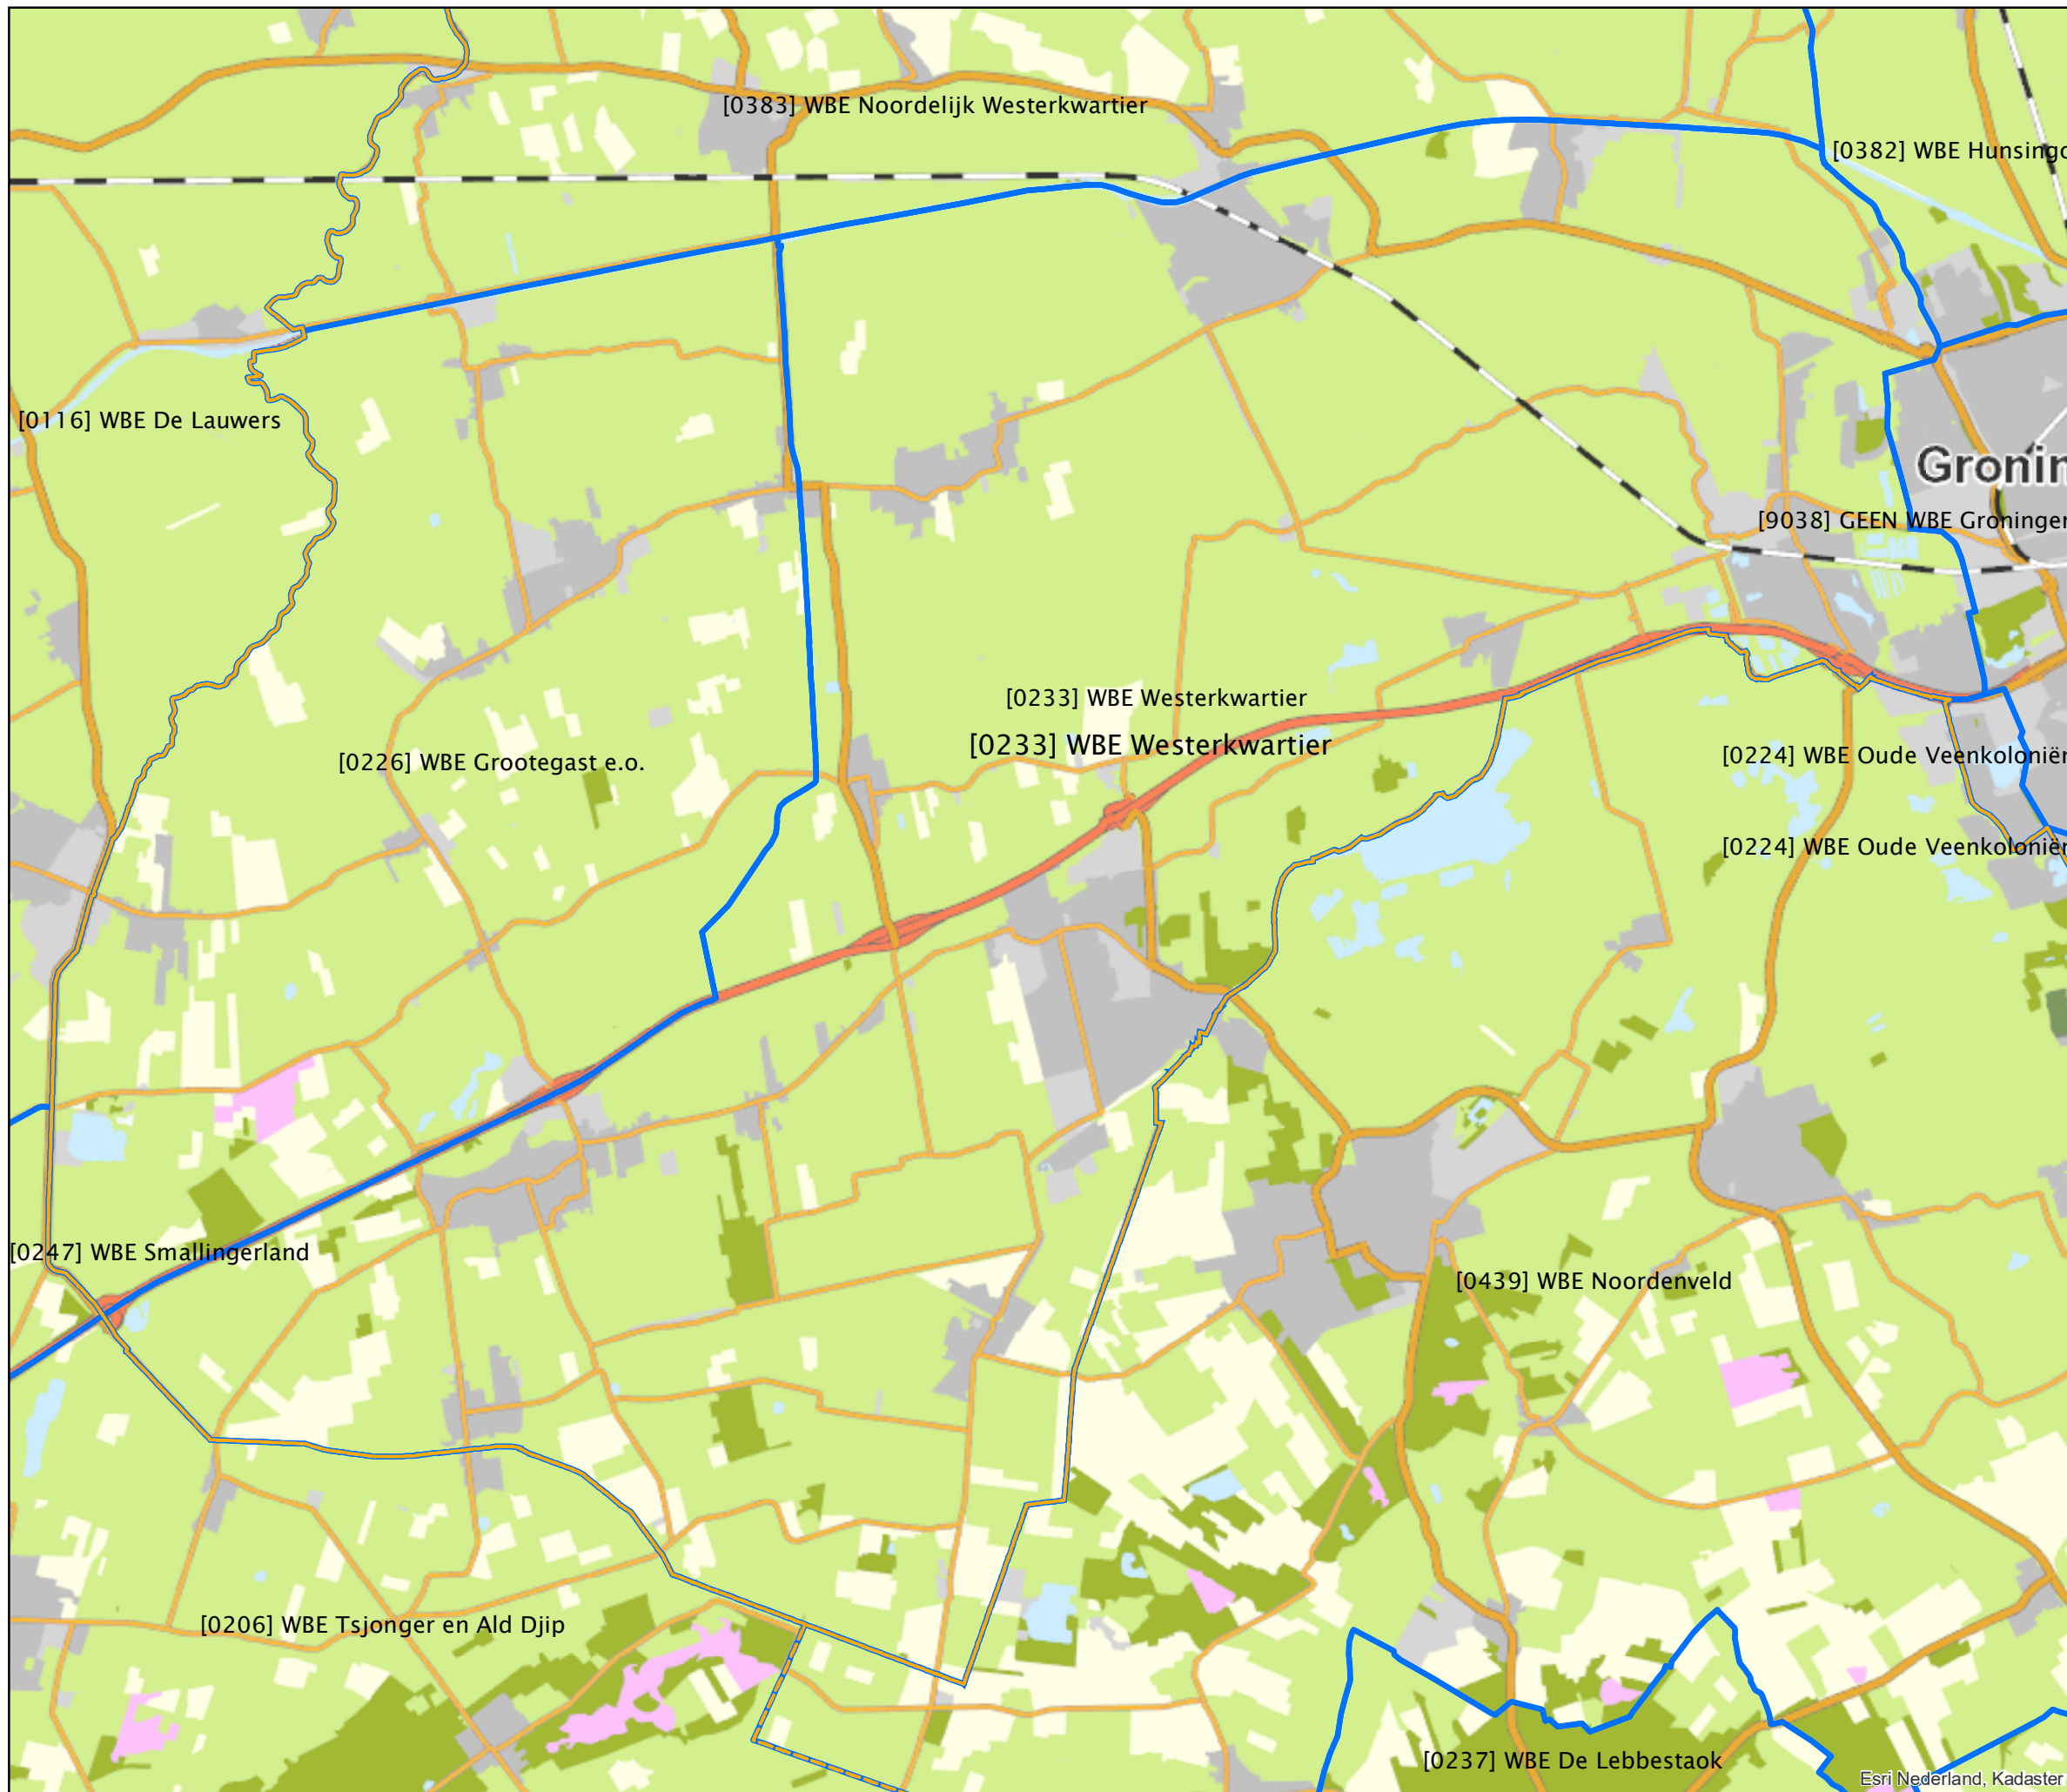 [0383] WBE Noordelijk Westerkwartier
[0382] WBE Hunsingo
[0116] WBE De Lauwers
Gronin
[9038] GEEN WBE Groningen
[0233] WBE Westerkwartier
[0233] WBE Westerkwartier
[0226] WBE Grootegast e.o.
[0224] WBE Oude Veenkoloniën
[0224] WBE Oude Veenkoloniën
[0247] WBE Smallingerland
[0439] WBE Noordenveld
[0206] WBE Tsjonger en Ald Djip
[0237] WBE De Lebbestaok
Esri Nederland, Kadaster